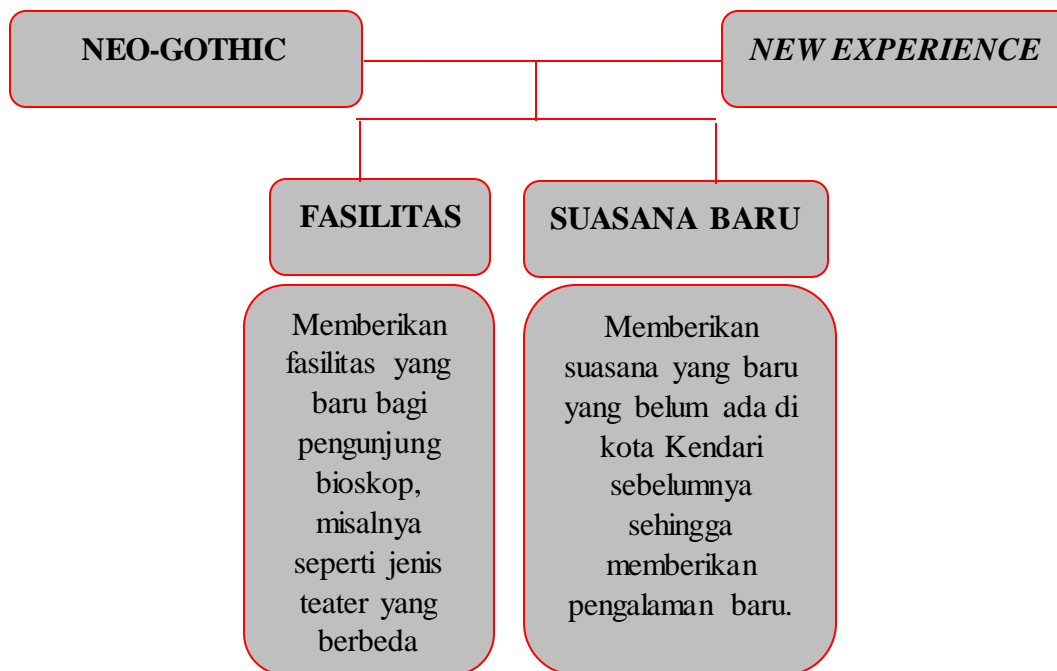 NEO-GOTHIC
NEW EXPERIENCE
FASILITAS
SUASANA BARU
Memberikan
fasilitas yang
baru bagi
pengunjung
bioskop,
misalnya
seperti jenis
teater yang
berbeda
Memberikan
suasana yang baru
yang belum ada di
kota Kendari
sebelumnya
sehingga
memberikan
pengalaman baru.